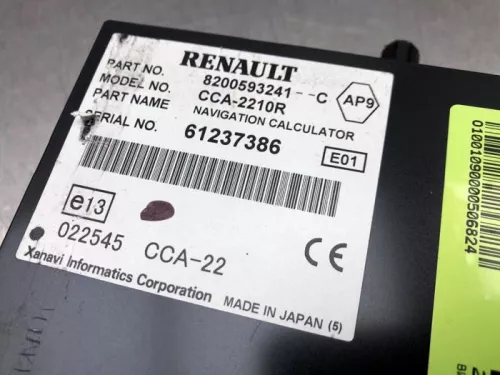 RENAULT
PART NO. 8200593241--C
MODEL NO. CCA-2210R
PART NAME NAVIGATION CALCULATOR
SERIAL NO. 61237386
AP9
E01
e13
022545 CCA-22
CE
Xanavi Informatics Corporation
MADE IN JAPAN (5)
01001090000506824